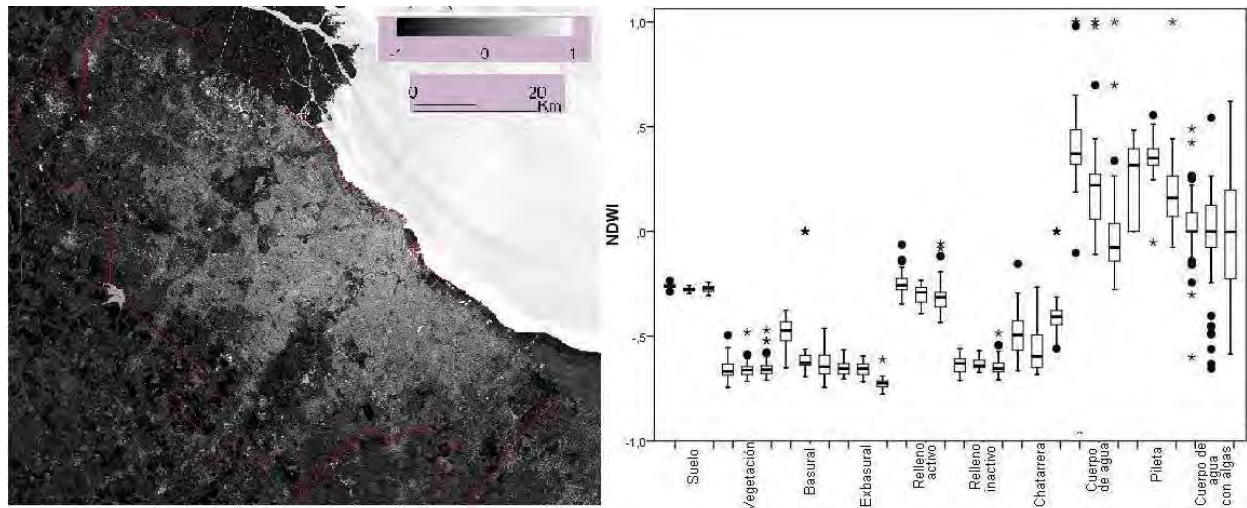 -1 0 1
0 20
Km
1,0
,5
,0
-,5
-1,0
NDWI
Suelo
Vegetación
Basural
Exbasural
Relleno
activo
Relleno
inactivo
Chatarrera
Cuerpo
de agua
Pileta
Cuerpo de
agua
con algas